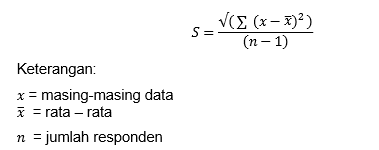 S = √(∑ (x − x̅)²) / (n − 1)
Keterangan:
x = masing-masing data
x̅ = rata – rata
n = jumlah responden